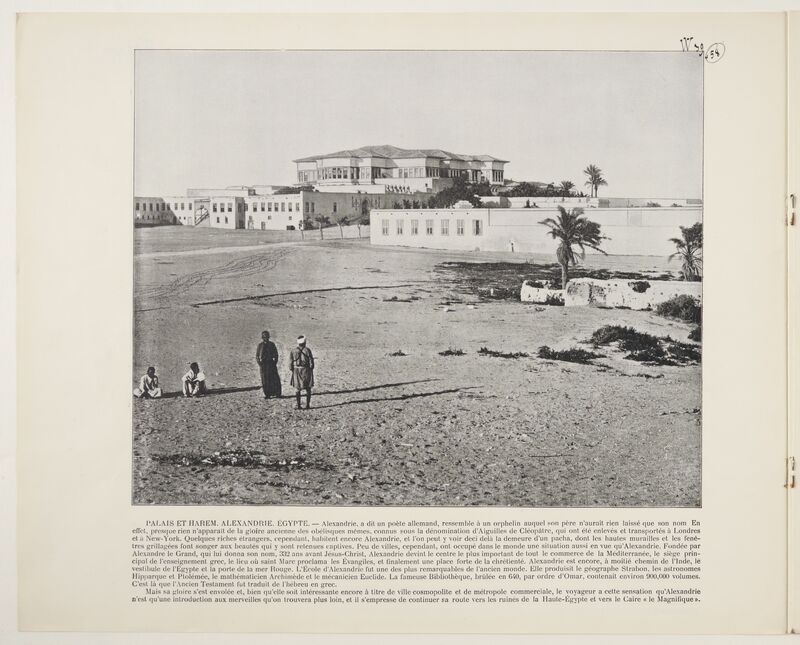 W 59
654
PALAIS ET HAREM. ALEXANDRIE. ÉGYPTE. — Alexandrie, a dit un poète allemand, ressemble à un orphelin auquel son père n'aurait rien laissé que son nom En
effet, presque rien n'apparaît de la gloire ancienne des obélisques mêmes, connus sous la dénomination d'Aiguilles de Cléopâtre, qui ont été enlevés et transportés à Londres
et à New-York. Quelques riches étrangers, cependant, habitent encore Alexandrie, et l'on peut y voir deci delà la demeure d'un pacha, dont les hautes murailles et les fenê-
tres grillagées font songer aux beautés qui y sont retenues captives. Peu de villes, cependant, ont occupé dans le monde une situation aussi en vue qu'Alexandrie. Fondée par
Alexandre le Grand, qui lui donna son nom, 332 ans avant Jésus-Christ, Alexandrie devint le centre le plus important de tout le commerce de la Méditerranée, le siège prin-
cipal de l'enseignement grec, le lieu où saint Marc proclama les Evangiles, et finalement une place forte de la chrétienté. Alexandrie est encore, à moitié chemin de l'Inde, le
vestibule de l'Égypte et la porte de la mer Rouge. L'École d'Alexandrie fut une des plus remarquables de l'ancien monde. Elle produisit le géographe Strabon, les astronomes
Hipparque et Ptolémée, le mathématicien Archimède et le mécanicien Euclide. La fameuse Bibliothèque, brûlée en 640, par ordre d'Omar, contenait environ 900,000 volumes.
C'est là que l'Ancien Testament fut traduit de l'hébreu en grec.
Mais sa gloire s'est envolée et, bien qu'elle soit intéressante encore à titre de ville cosmopolite et de métropole commerciale, le voyageur a cette sensation qu'Alexandrie
n'est qu'une introduction aux merveilles qu'on trouvera plus loin, et il s'empresse de continuer sa route vers les ruines de la Haute-Égypte et vers le Caire « le Magnifique ».